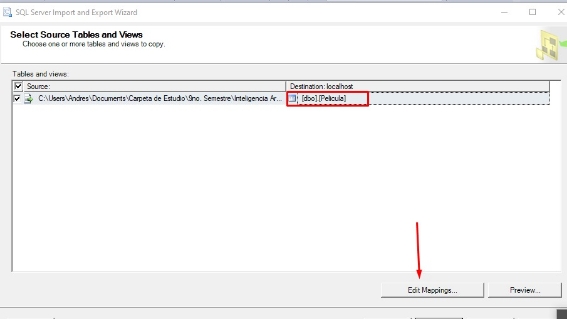 SQL Server Import and Export Wizard
Select Source Tables and Views
Choose one or more tables and views to copy.
Tables and views:
Source:
Destination: localhost
C:\Users\Andres\Documents\Carpeta de Estudio\9no. Semestre\Inteligencia Ar...
[dbo].[Pelicula]
Edit Mappings...
Preview...